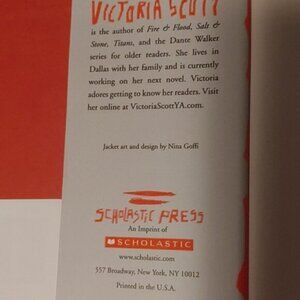 VICTORIA SCOTT
is the author of Fire & Flood, Salt &
Stone, Titans, and the Dante Walker
series for older readers. She lives in
Dallas with her family and is currently
working on her next novel. Victoria
adores getting to know her readers. Visit
her online at VictoriaScottYA.com.
Jacket art and design by Nina Goffi
SCHOLASTIC PRESS
An Imprint of
SCHOLASTIC
www.scholastic.com
557 Broadway, New York, NY 10012
Printed in the U.S.A.